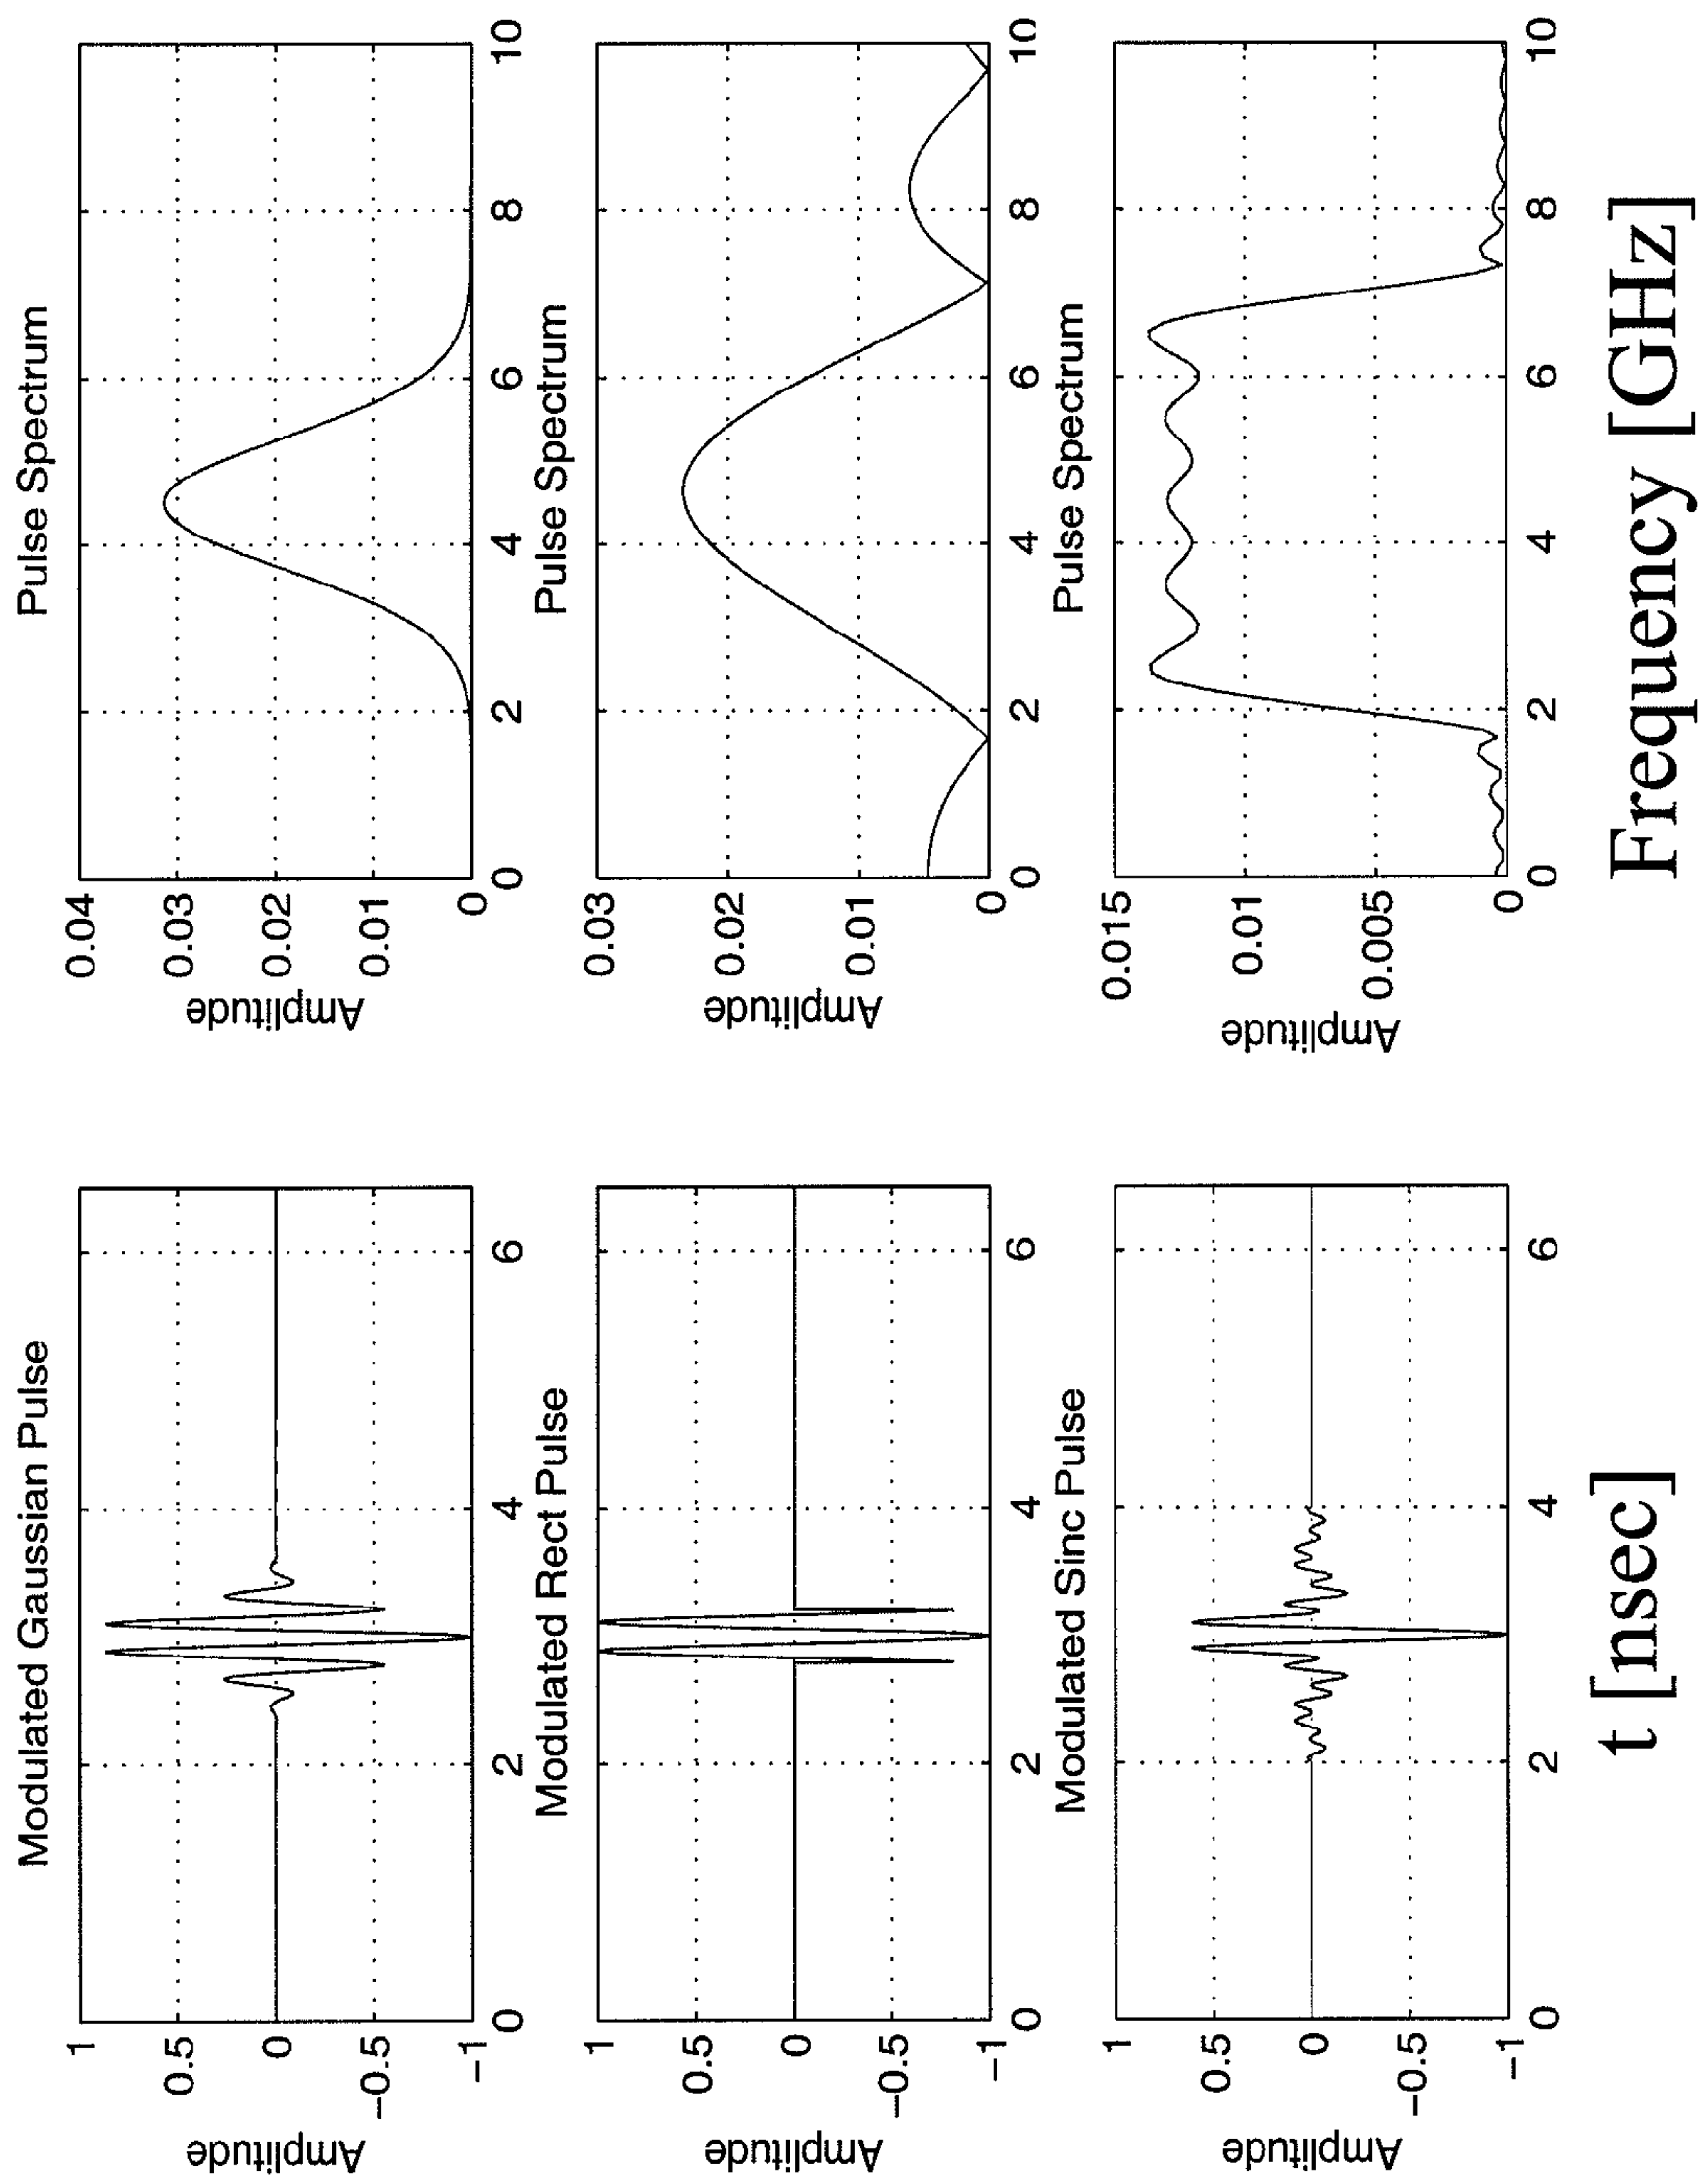 Modulated Gaussian Pulse
Amplitude
1
0.5
0
-0.5
-1
0 2 4 6
Pulse Spectrum
Amplitude
0.04
0.03
0.02
0.01
0
0 2 4 6 8 10
Modulated Rect Pulse
Amplitude
1
0.5
0
-0.5
-1
0 2 4 6
Pulse Spectrum
Amplitude
0.03
0.02
0.01
0
0 2 4 6 8 10
Modulated Sinc Pulse
Amplitude
1
0.5
0
-0.5
-1
0 2 4 6
t [nsec]
Pulse Spectrum
Amplitude
0.015
0.01
0.005
0
0 2 4 6 8 10
Frequency [GHz]